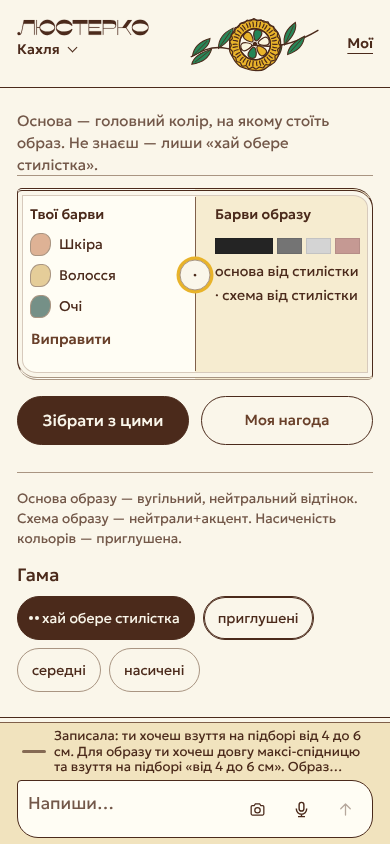 ЛЮСТЕРКО
Кахля
Мої
Основа — головний колір, на якому стоїть
образ. Не знаєш — лиши «хай обере
стилістка».
Твої барви
Шкіра
Волосся
Очі
Виправити
Барви образу
основа від стилістки
· схема від стилістки
Зібрати з цими
Моя нагода
Основа образу — вугільний, нейтральний відтінок.
Схема образу — нейтрали+акцент. Насиченість
кольорів — приглушена.
Гама
•• хай обере стилістка
приглушені
середні
насичені
Записала: ти хочеш взуття на підборі від 4 до 6
см. Для образу ти хочеш довгу максі-спідницю
та взуття на підборі «від 4 до 6 см». Образ…
Напиши…